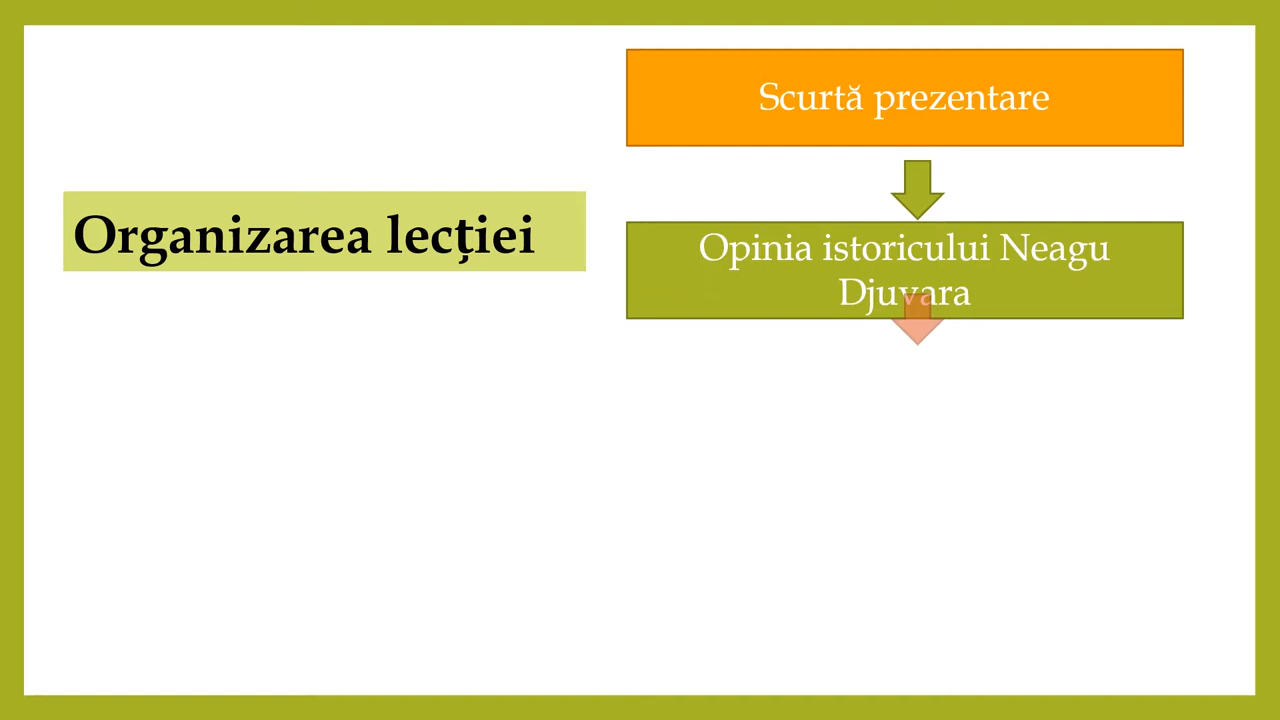 Organizarea lecției
Scurtă prezentare
Opinia istoricului Neagu
Djuvara